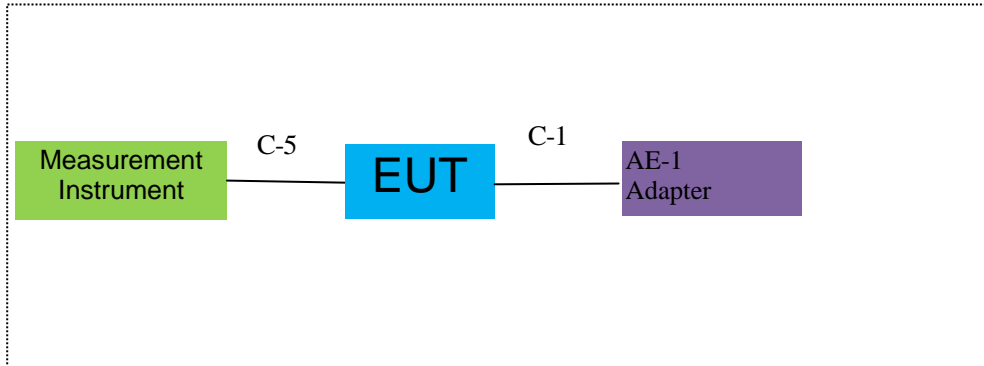 C-5
C-1
Measurement
Instrument
EUT
AE-1
Adapter